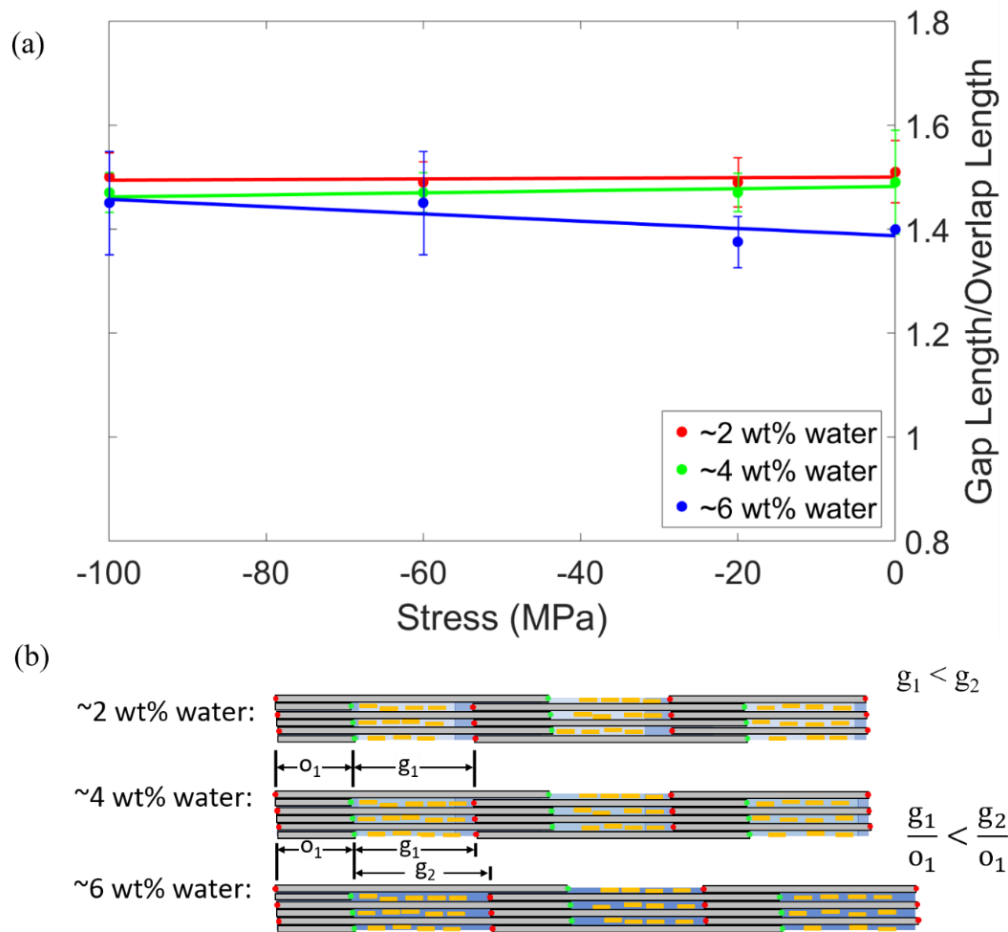 (a)
1.8
1.6
1.4
1.2
1
0.8
Gap Length/Overlap Length
~2 wt% water
~4 wt% water
~6 wt% water
-100
-80
-60
-40
-20
0
Stress (MPa)
(b)
g₁ < g₂
~2 wt% water:
o₁
g₁
~4 wt% water:
g₁/o₁ < g₂/o₁
o₁
g₁
g₂
~6 wt% water: